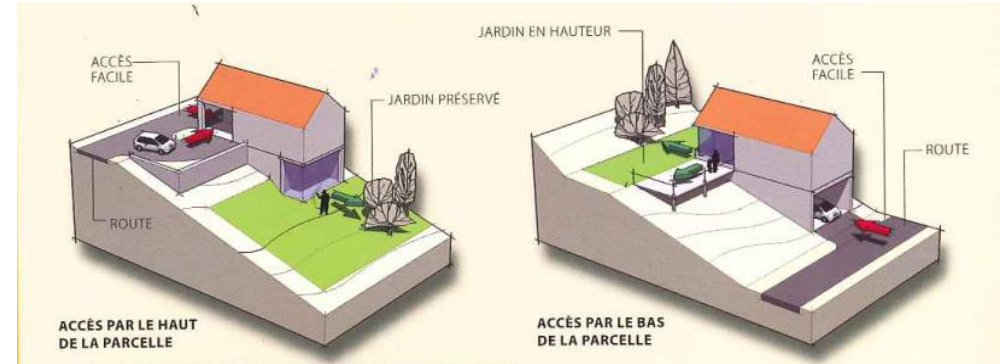 ACCÈS
FACILE
JARDIN PRÉSERVÉ
ROUTE
ACCÈS PAR LE HAUT
DE LA PARCELLE
JARDIN EN HAUTEUR
ACCÈS
FACILE
ROUTE
ACCÈS PAR LE BAS
DE LA PARCELLE